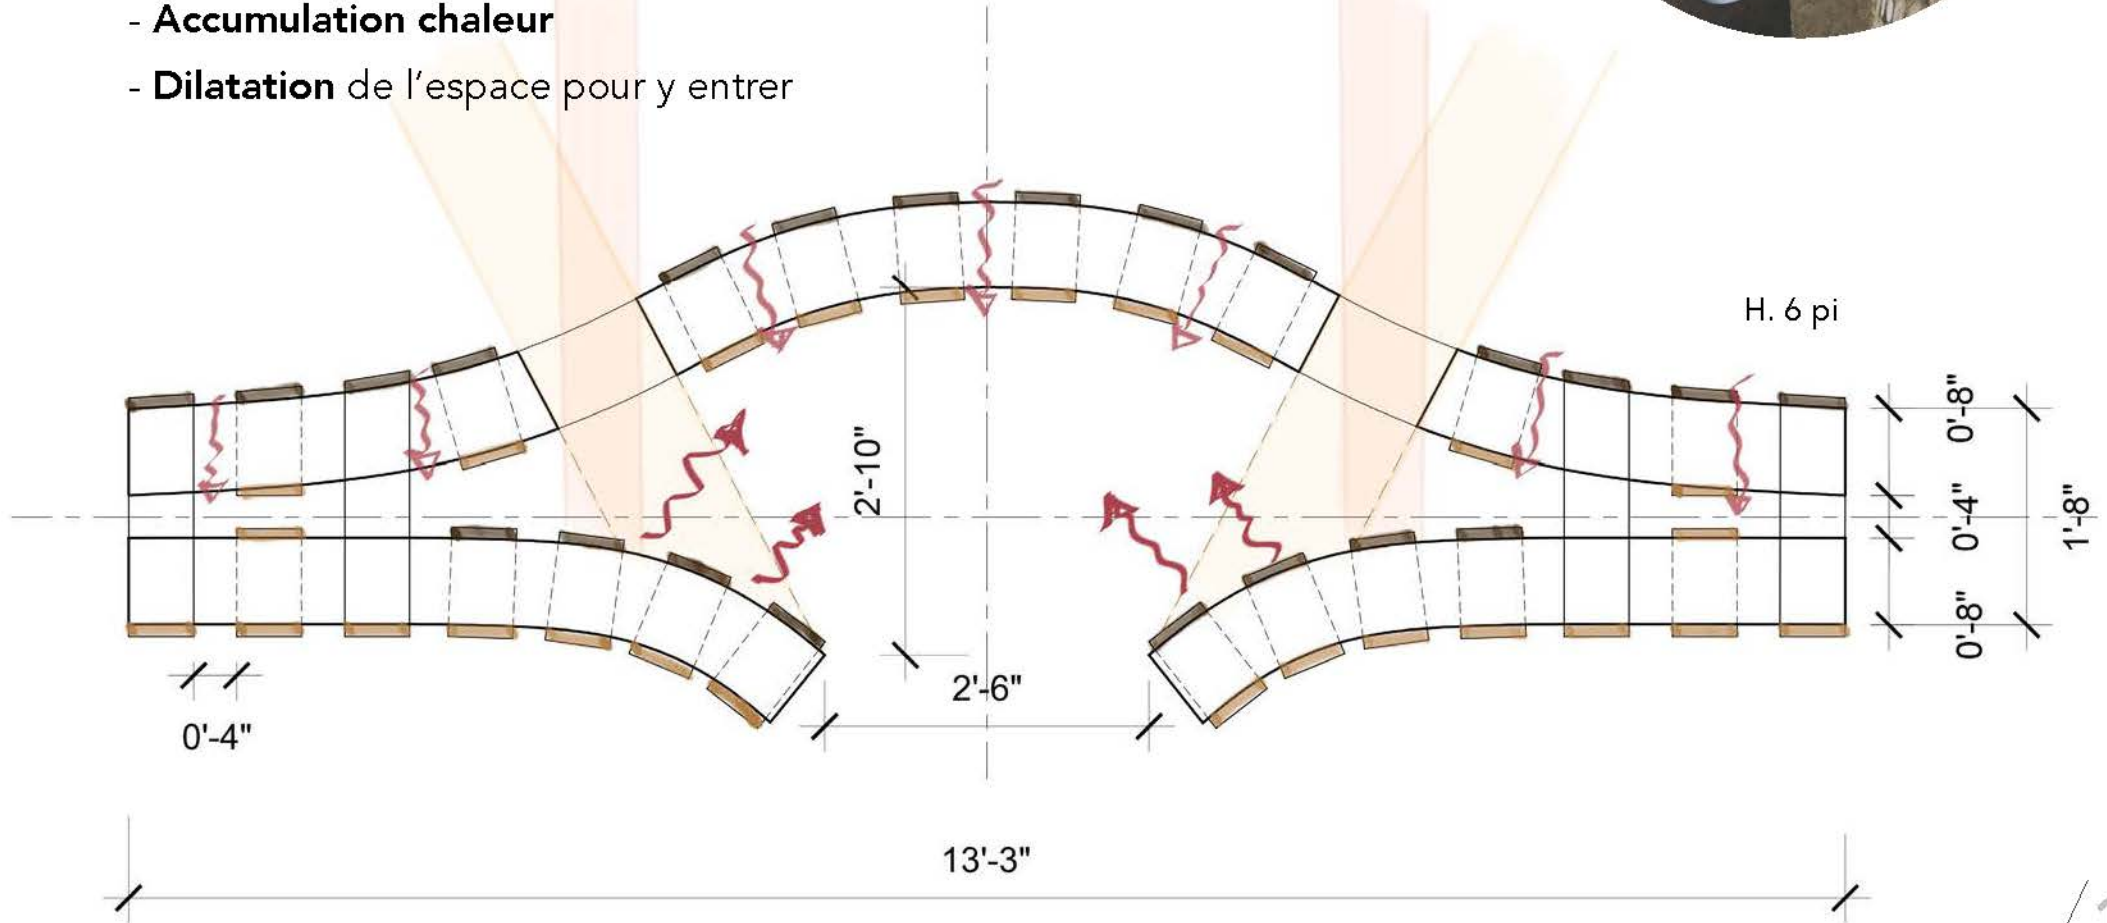 - Accumulation chaleur
- Dilatation de l'espace pour y entrer
H. 6 pi
0'-8"
0'-4"
0'-8"
1'-8"
2'-10"
2'-6"
0'-4"
13'-3"